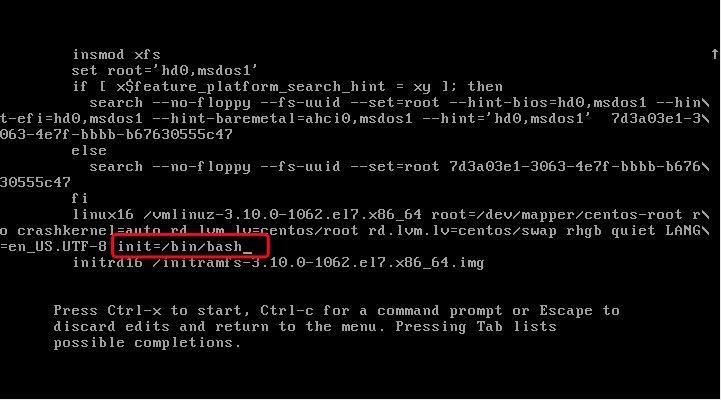 insmod xfs
set root='hd0,msdos1'
if [ x$feature_platform_search_hint = xy ]; then
search --no-floppy --fs-uuid --set=root --hint-bios=hd0,msdos1 --hin\
t-efi=hd0,msdos1 --hint-baremetal=ahci0,msdos1 --hint='hd0,msdos1'  7d3a03e1-3\
063-4e7f-bbbb-b67630555c47
else
search --no-floppy --fs-uuid --set=root 7d3a03e1-3063-4e7f-bbbb-b676\
30555c47
fi
linux16 /vmlinuz-3.10.0-1062.el7.x86_64 root=/dev/mapper/centos-root r\
o crashkernel=auto rd.lvm.lv=centos/root rd.lvm.lv=centos/swap rhgb quiet LANG\
=en_US.UTF-8 init=/bin/bash_
initrd16 /initramfs-3.10.0-1062.el7.x86_64.img
Press Ctrl-x to start, Ctrl-c for a command prompt or Escape to
discard edits and return to the menu. Pressing Tab lists
possible completions.